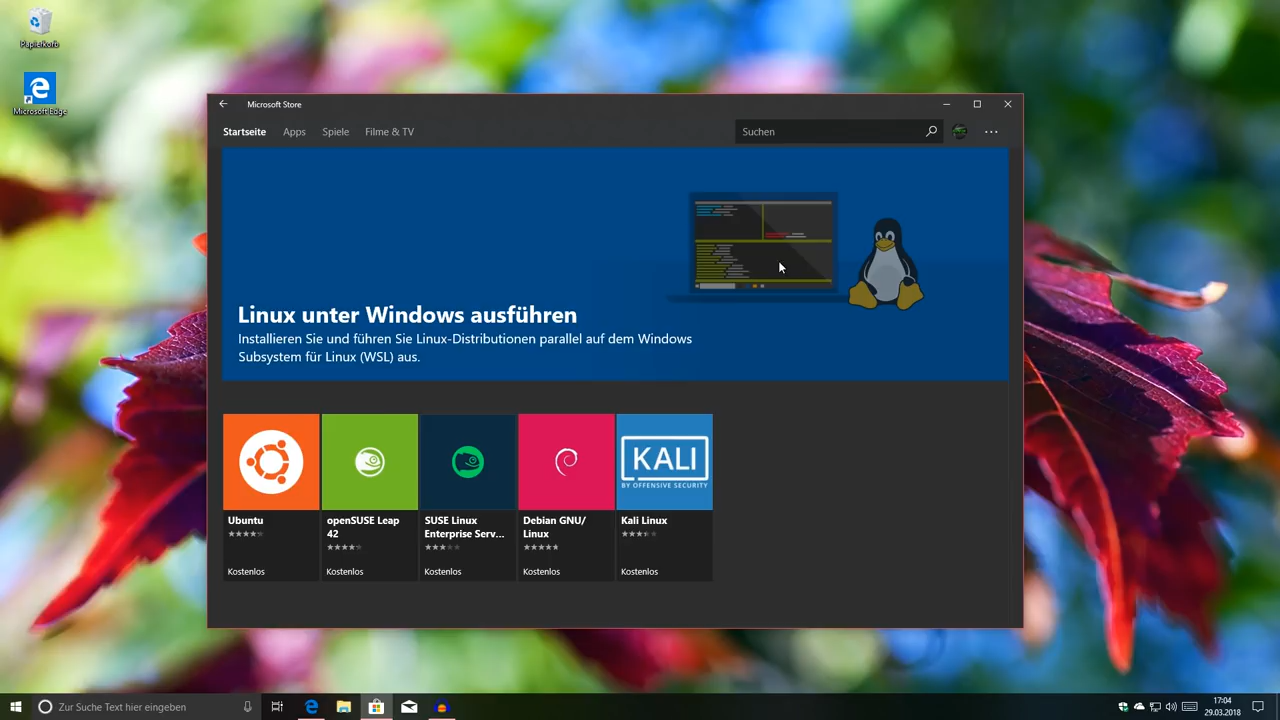 Papierkorb
Microsoft Edge
Microsoft Store
Startseite Apps Spiele Filme & TV Suchen
Linux unter Windows ausführen
Installieren Sie und führen Sie Linux-Distributionen parallel auf dem Windows
Subsystem für Linux (WSL) aus.
KALI
BY OFFENSIVE SECURITY
Ubuntu
Kostenlos
openSUSE Leap
42
Kostenlos
SUSE Linux
Enterprise Serv...
Kostenlos
Debian GNU/
Linux
Kostenlos
Kali Linux
Kostenlos
Zur Suche Text hier eingeben
17:04
29.03.2018